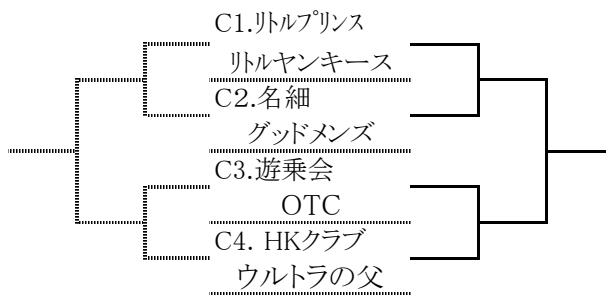 C1.ﾘﾄﾙﾌﾟﾘﾝｽ
ﾘﾄﾙヤンキース
C2.名細
グッドメンズ
C3.遊乗会
OTC
C4. HKクラブ
ウルトラの父